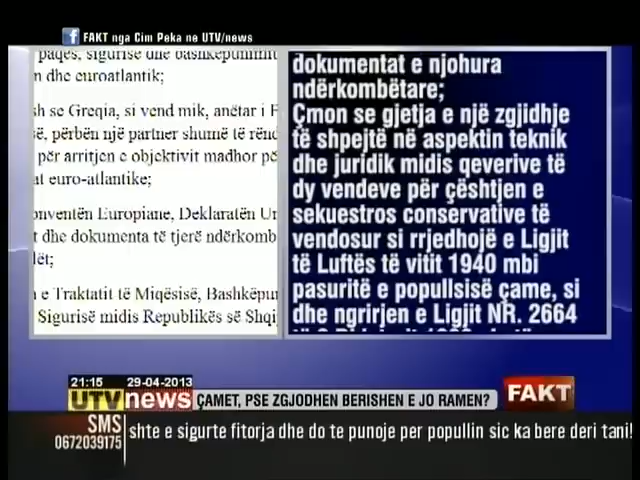 FAKT nga Cim Peka ne UTV/news
paqes, sigurise dhe bashkepunimit
n dhe euroatlantik;
sh se Greqia, si vend mik, anëtar i F
së, përbën një partner shumë të rënd
për arritjen e objektivit madhor pë
at euro-atlantike;
onventën Europiane, Deklaratën Un
t dhe dokumenta të tjerë ndërkomb
lët;
e Traktatit të Miqësisë, Bashkëpun
Sigurisë midis Republikës së Shqi
dokumentat e njohura
ndërkombëtare;
Çmon se gjetja e një zgjidhje
të shpejtë në aspektin teknik
dhe juridik midis qeverive të
dy vendeve për çështjen e
sekuestros conservative të
vendosur si rrjedhojë e Ligjit
të Luftës të vitit 1940 mbi
pasuritë e popullsisë çame, si
dhe ngrirjen e Ligjit NR. 2664
21:15 29-04-2013
UTV news
ÇAMET, PSE ZGJODHEN BERISHEN E JO RAMEN?
FAKT
SMS
0672039175
shte e sigurte fitorja dhe do te punoje per popullin sic ka bere deri tani!